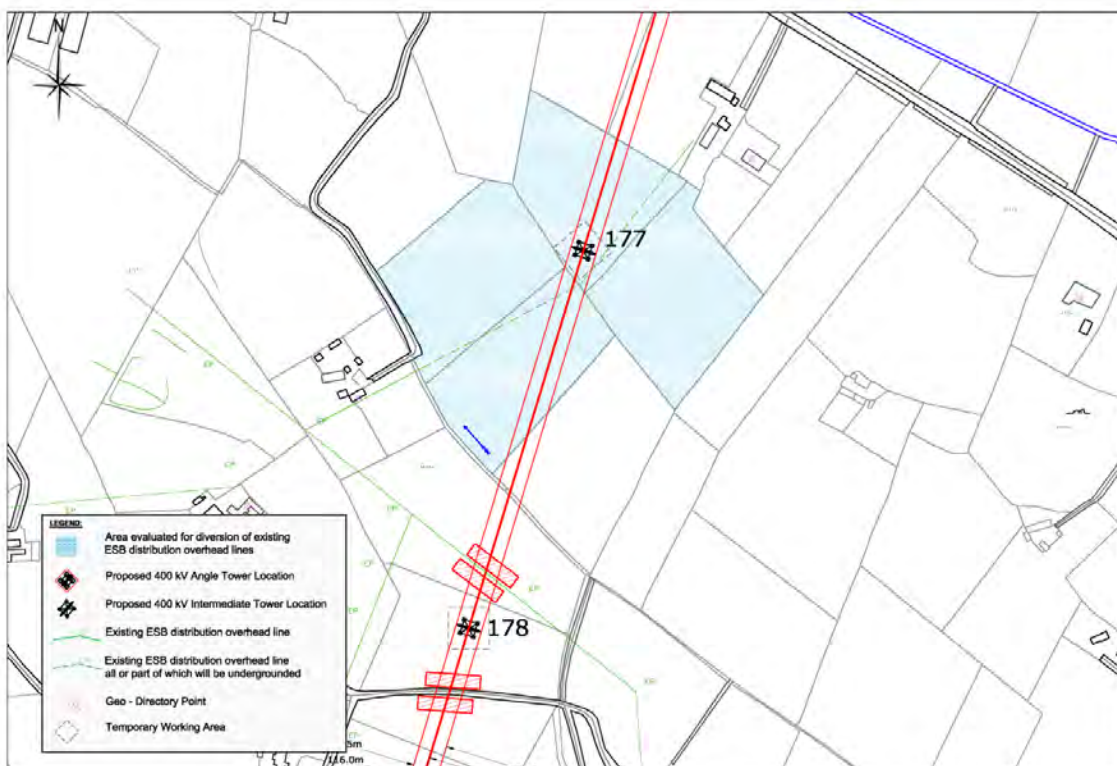 N
177
178
LEGEND:
Area evaluated for diversion of existing
ESB distribution overhead lines
Proposed 400 kV Angle Tower Location
Proposed 400 kV Intermediate Tower Location
Existing ESB distribution overhead line
Existing ESB distribution overhead line
all or part of which will be undergrounded
Geo - Directory Point
Temporary Working Area
116.0m